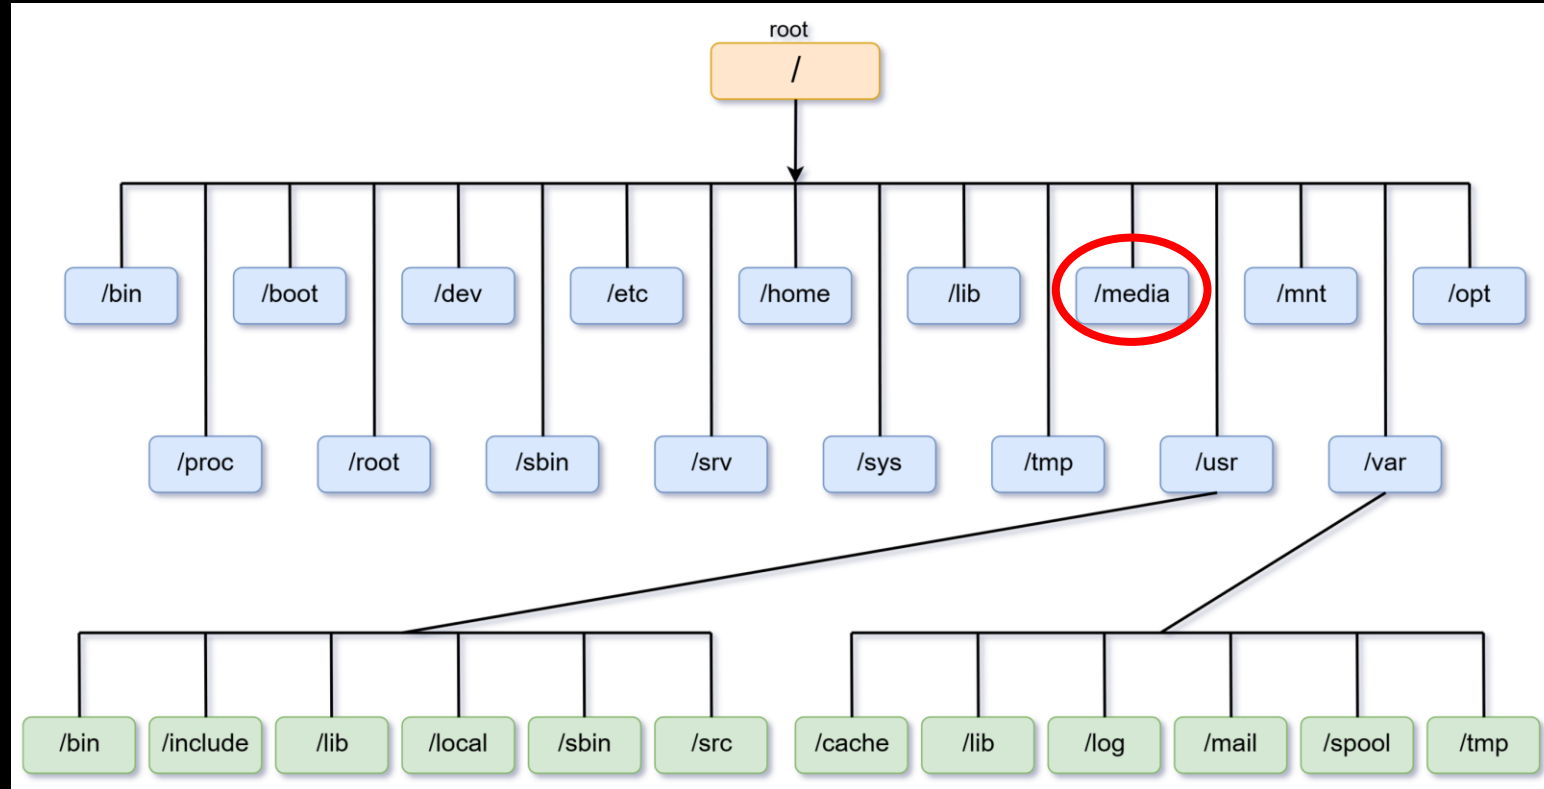 root
/
/bin
/boot
/dev
/etc
/home
/lib
/media
/mnt
/opt
/proc
/root
/sbin
/srv
/sys
/tmp
/usr
/var
/bin
/include
/lib
/local
/sbin
/src
/cache
/lib
/log
/mail
/spool
/tmp